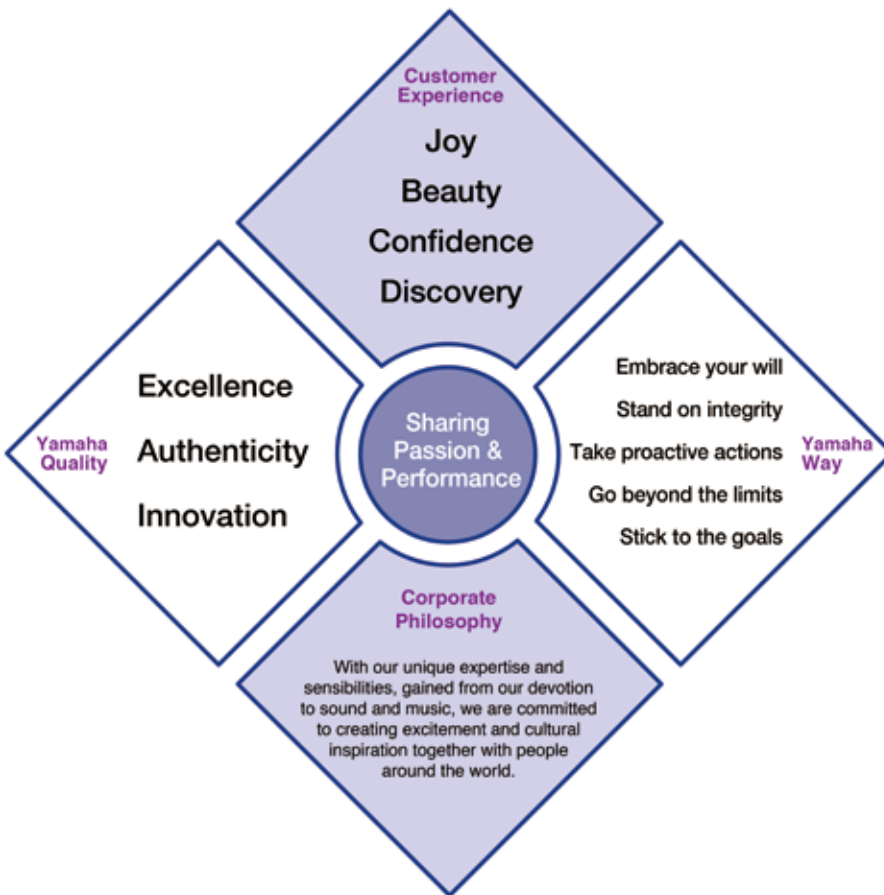 Customer
Experience
Joy
Beauty
Confidence
Discovery
Yamaha
Quality
Excellence
Authenticity
Innovation
Sharing
Passion &
Performance
Embrace your will
Stand on integrity
Take proactive actions
Go beyond the limits
Stick to the goals
Yamaha
Way
Corporate
Philosophy
With our unique expertise and
sensibilities, gained from our devotion
to sound and music, we are committed
to creating excitement and cultural
inspiration together with people
around the world.